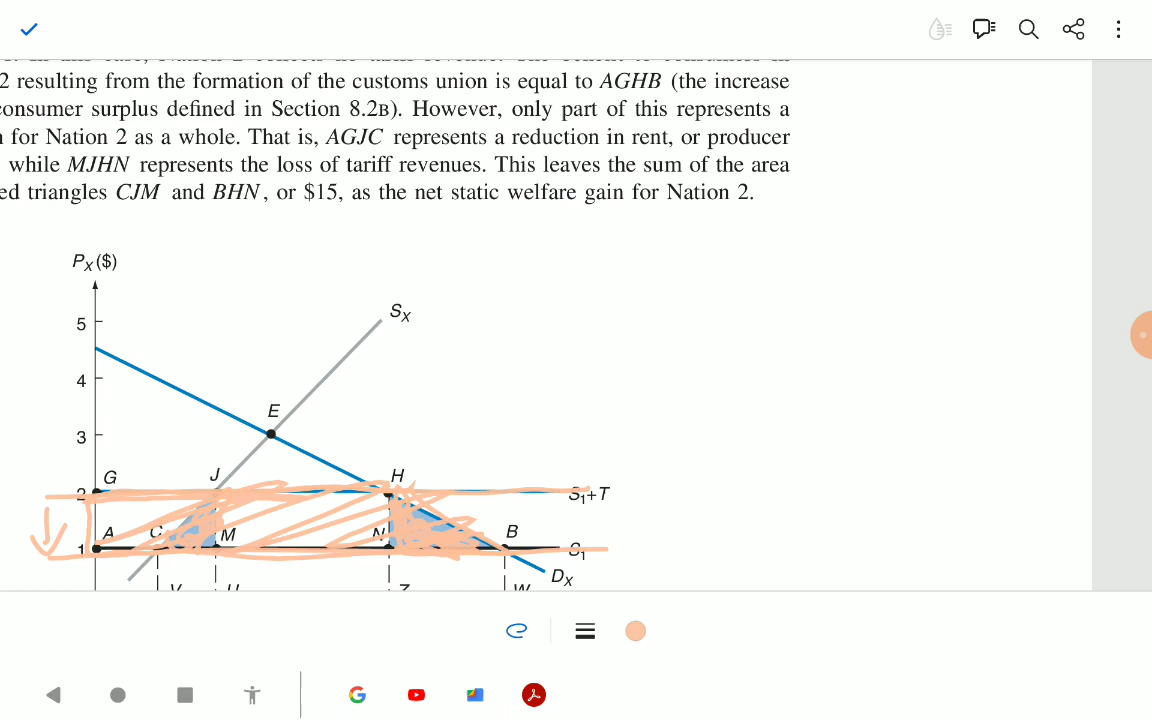 2 resulting from the formation of the customs union is equal to AGHB (the increase
consumer surplus defined in Section 8.2B). However, only part of this represents a
for Nation 2 as a whole. That is, AGJC represents a reduction in rent, or producer
while MJHN represents the loss of tariff revenues. This leaves the sum of the area
ed triangles CJM and BHN, or $15, as the net static welfare gain for Nation 2.
PX($)
SX
5
4
E
3
G
J
H
2
S1+T
A
C
M
N
B
1
S1
DX
V
U
Z
W